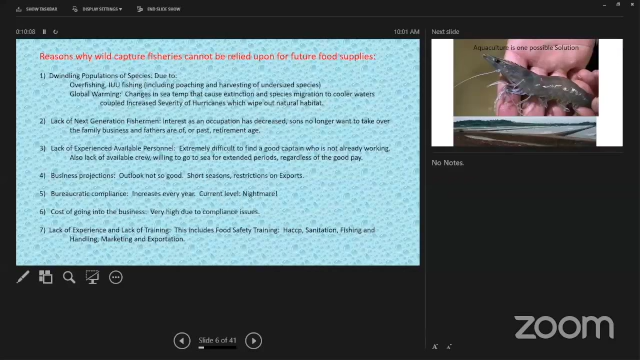 SHOW TASKBAR
DISPLAY SETTINGS
END SLIDE SHOW
0:10:08
10:01 AM
Reasons why wild capture fisheries cannot be relied upon for future food supplies:
1) Dwindling Populations of Species, Due to:
Overfishing, IUU fishing (including poaching and harvesting of undersized species)
Global Warming: Changes in sea temp that cause extinction and species migration to cooler waters
coupled Increased Severity of Hurricanes which wipe out natural habitat.
2) Lack of Next Generation Fishermen: Interest as an occupation has decreased, sons no longer want to take over
the family business and fathers are of, or past, retirement age.
3) Lack of Experienced Available Personnel: Extremely difficult to find a good captain who is not already working,
Also lack of available crew, willing to go to sea for extended periods, regardless of the good pay.
4) Business projections: Outlook not so good. Short seasons, restrictions on Exports.
5) Bureaucratic compliance: Increases every year. Current level: Nightmare!
6) Cost of going into the business: Very high due to compliance issues.
7) Lack of Experience and Lack of Training: This includes Food Safety Training: Haccp, Sanitation, Fishing and
Handling, Marketing and Exportation.
Slide 6 of 41
Next slide
Aquaculture is one possible Solution
No Notes.
A
A
zoom